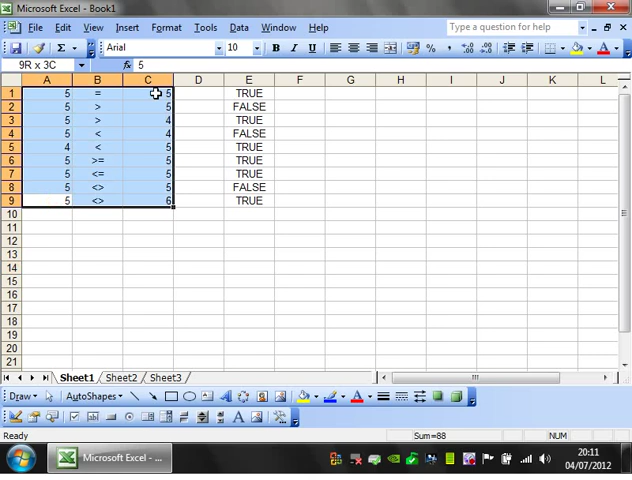 Microsoft Excel - Book1
File Edit View Insert Format Tools Data Window Help Type a question for help
Arial 10 B I U
9R x 3C fx 5
A B C D E F G H I J K L
1 5 = 5 TRUE
2 5 > 5 FALSE
3 5 > 4 TRUE
4 5 < 4 FALSE
5 4 < 5 TRUE
6 5 >= 5 TRUE
7 5 <= 5 TRUE
8 5 <> 5 FALSE
9 5 <> 6 TRUE
10
11
12
13
14
15
16
17
18
19
20
21
Sheet1 Sheet2 Sheet3
Draw AutoShapes
Ready Sum=88 NUM
Microsoft Excel - ... 20:11
04/07/2012